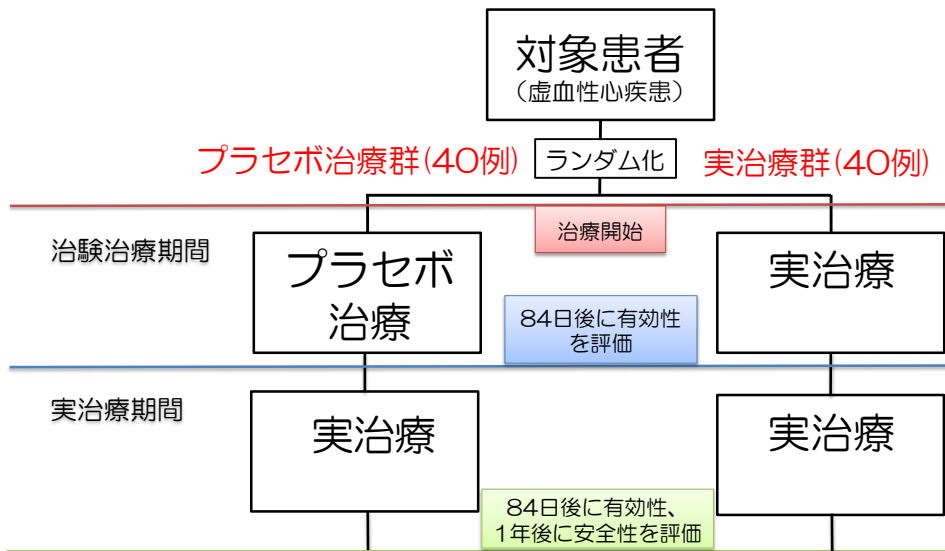 対象患者
（虚血性心疾患）
プラセボ治療群(40例)
ランダム化
実治療群(40例)
治療開始
治験治療期間
プラセボ
治療
実治療
84日後に有効性
を評価
実治療期間
実治療
実治療
84日後に有効性、
1年後に安全性を評価